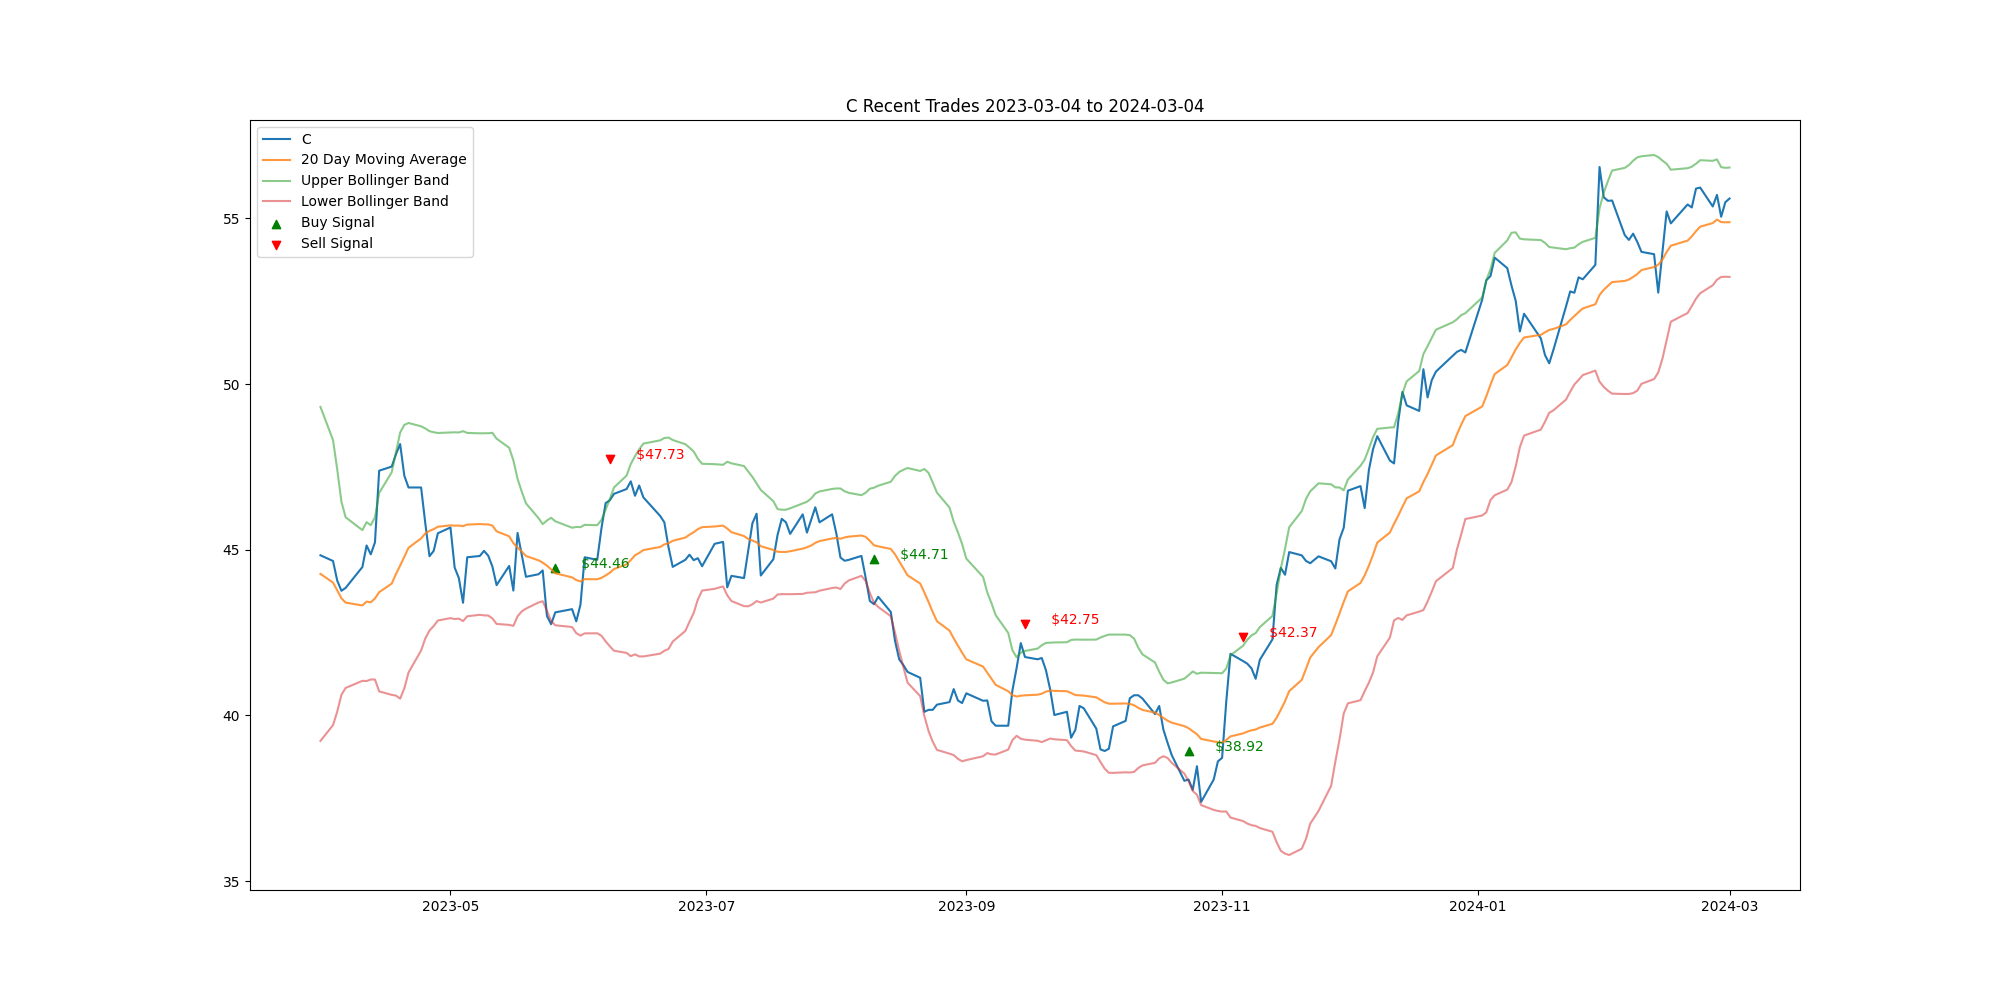 C Recent Trades 2023-03-04 to 2024-03-04
C
20 Day Moving Average
Upper Bollinger Band
Lower Bollinger Band
Buy Signal
Sell Signal
55
50
45
40
35
$47.73
$44.46
$44.71
$42.75
$42.37
$38.92
2023-05
2023-07
2023-09
2023-11
2024-01
2024-03